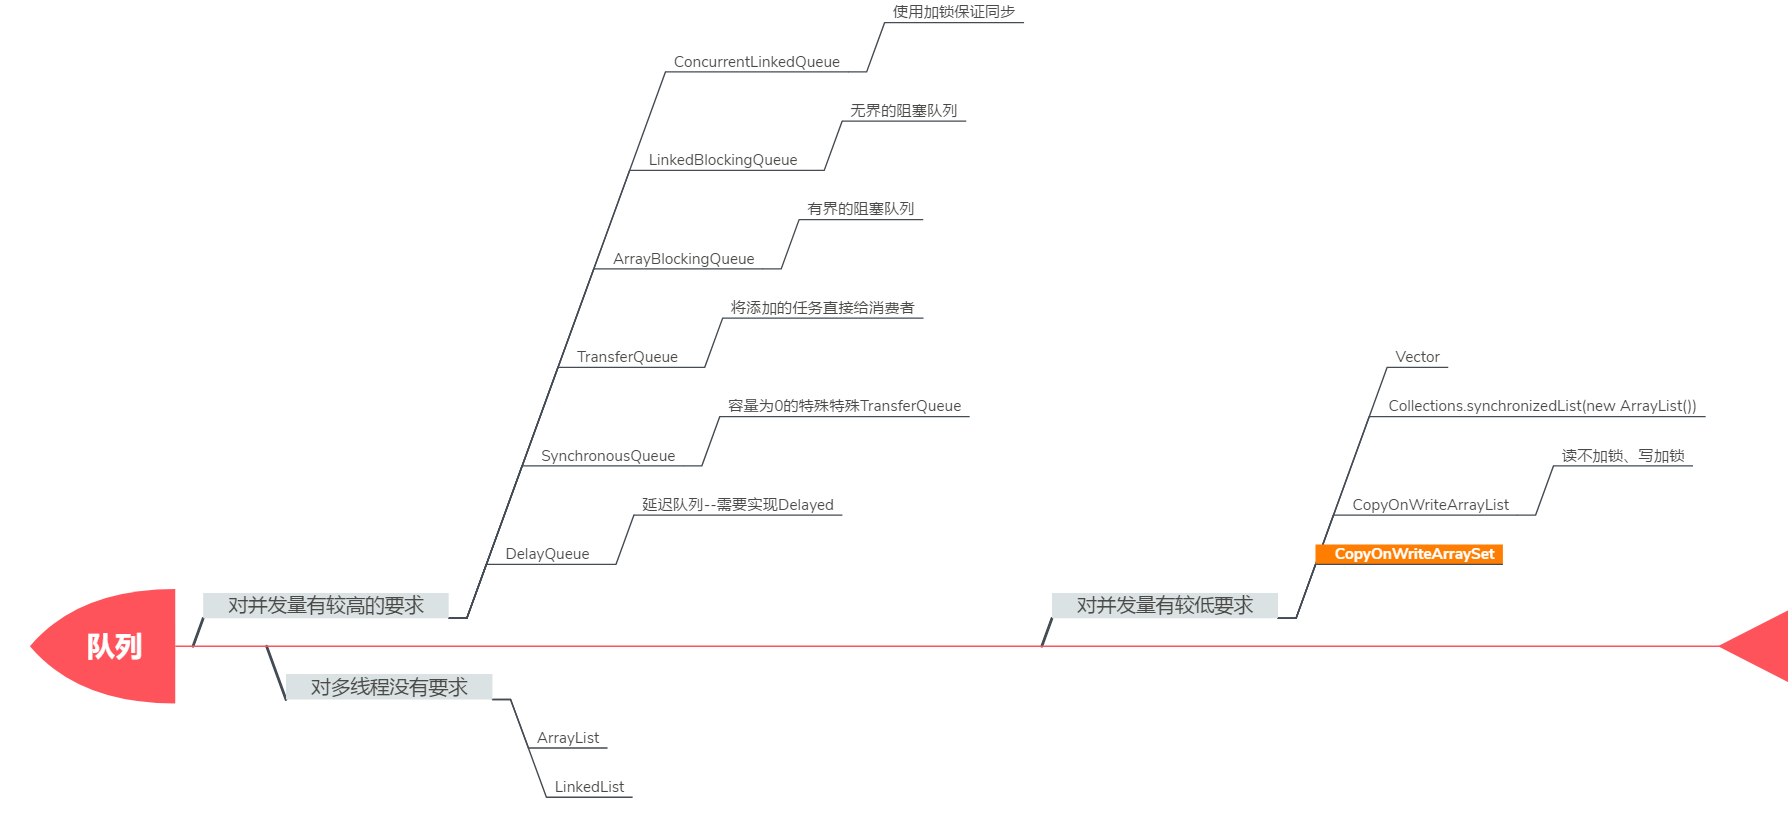 队列
对并发量有较高的要求
ConcurrentLinkedQueue
使用加锁保证同步
LinkedBlockingQueue
无界的阻塞队列
ArrayBlockingQueue
有界的阻塞队列
TransferQueue
将添加的任务直接给消费者
SynchronousQueue
容量为0的特殊特殊TransferQueue
DelayQueue
延迟队列--需要实现Delayed
对多线程没有要求
ArrayList
LinkedList
对并发量有较低要求
Vector
Collections.synchronizedList(new ArrayList())
CopyOnWriteArrayList
读不加锁、写加锁
CopyOnWriteArraySet